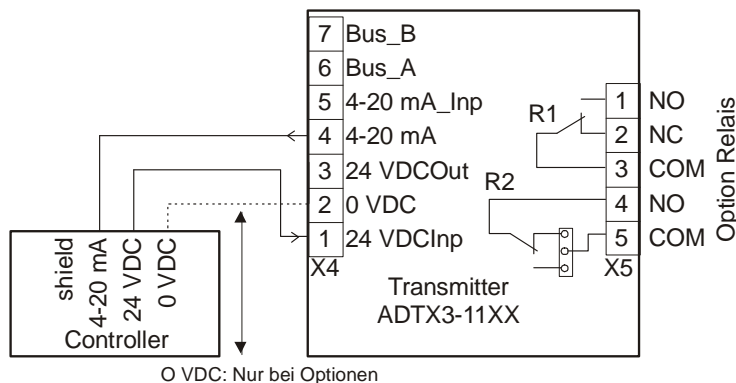 7 Bus_B
6 Bus_A
5 4-20 mA_Inp
4 4-20 mA
3 24 VDCOut
2 0 VDC
1 24 VDCInp
X4
R1
R2
1 NO
2 NC
3 COM
4 NO
5 COM
X5
Option Relais
Transmitter
ADTX3-11XX
shield
4-20 mA
24 VDC
0 VDC
Controller
O VDC: Nur bei Optionen